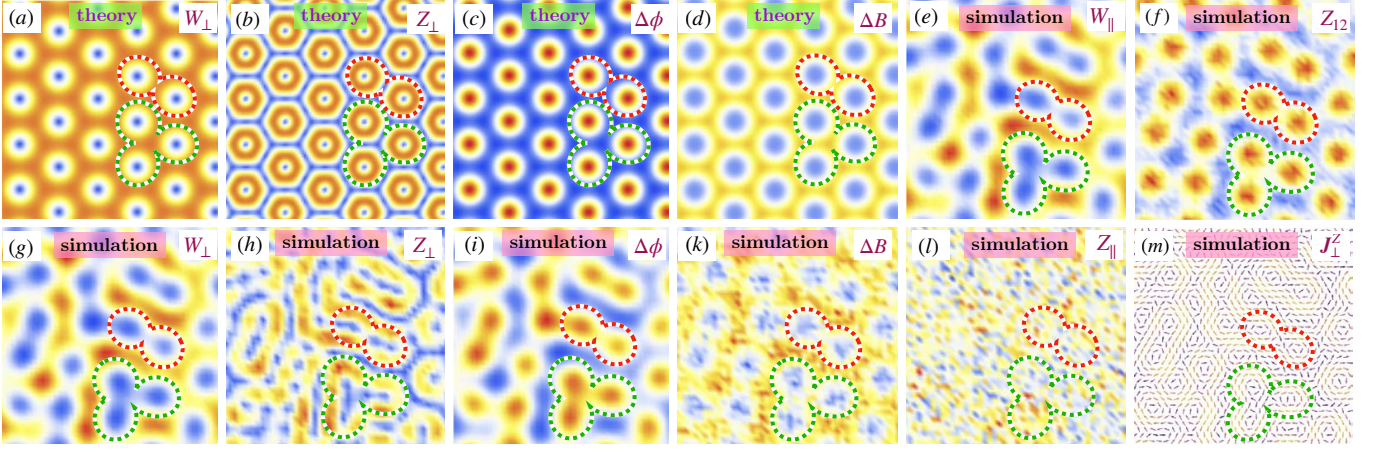 (a) theory W⊥
(b) theory Z⊥
(c) theory Δϕ
(d) theory ΔB
(e) simulation W∥
(f) simulation Z₁₂
(g) simulation W⊥
(h) simulation Z⊥
(i) simulation Δϕ
(k) simulation ΔB
(l) simulation Z∥
(m) simulation J⊥ᶻ